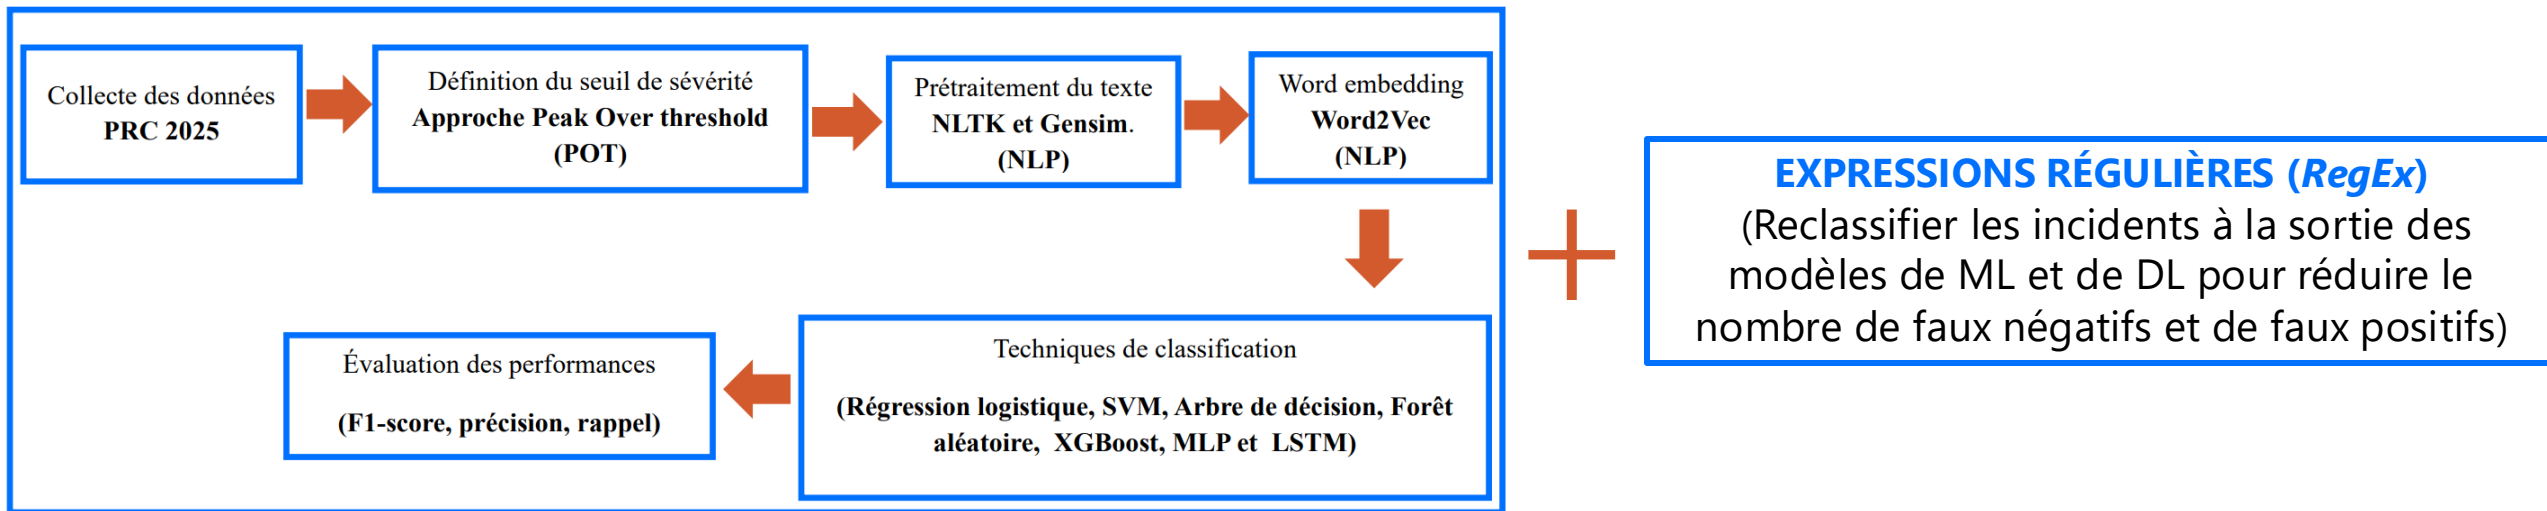 Collecte des données
PRC 2025
Définition du seuil de sévérité
Approche Peak Over threshold
(POT)
Prétraitement du texte
NLTK et Gensim.
(NLP)
Word embedding
Word2Vec
(NLP)
Techniques de classification
(Régression logistique, SVM, Arbre de décision, Forêt
aléatoire, XGBoost, MLP et LSTM)
Évaluation des performances
(F1-score, précision, rappel)
EXPRESSIONS RÉGULIÈRES (RegEx)
(Reclassifier les incidents à la sortie des
modèles de ML et de DL pour réduire le
nombre de faux négatifs et de faux positifs)